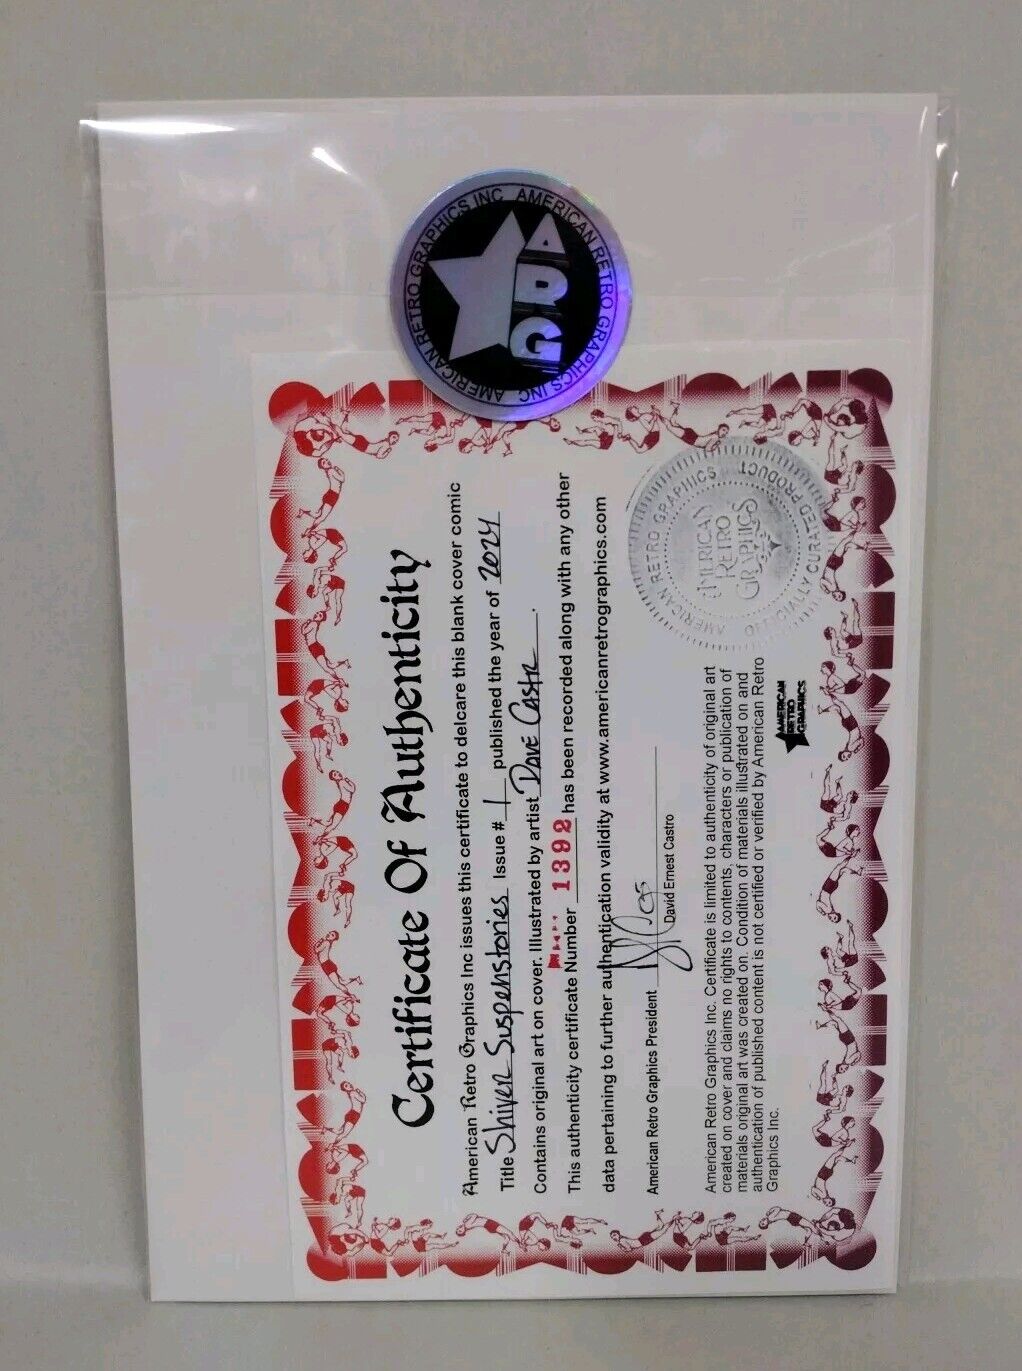 AMERICAN RETRO GRAPHICS INC AMERICAN RETRO GRAPHICS INC
ARG
Certificate Of Authenticity
American Retro Graphics Inc issues this certificate to delcare this blank cover comic
Title Shiver Suspenstories Issue # 1 published the year of 2024
Contains original art on cover. Illustrated by artist Dave Castr.
This authenticity certificate Number 1392 has been recorded along with any other
data pertaining to further authentication validity at www.americanretrographics.com
American Retro Graphics President
David Ernest Castro
American Retro Graphics Inc. Certificate is limited to authenticity of original art
created on cover and claims no rights to contents, characters or publication of
materials original art was created on. Condition of materials illustrated on and
authentication of published content is not certified or verified by American Retro
Graphics Inc.
AMERICAN
RETRO
GRAPHICS
AMERICAN RETRO GRAPHICS
OFFICIALLY CURATED PRODUCT
AMERICAN
RETRO
GRAPHICS